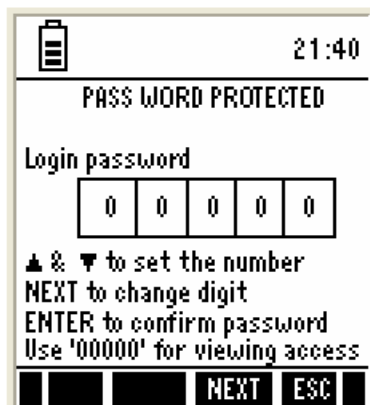 21:40
PASS WORD PROTECTED
Login password
0 0 0 0 0
▲ & ▼ to set the number
NEXT to change digit
ENTER to confirm password
Use '00000' for viewing access
NEXT ESC